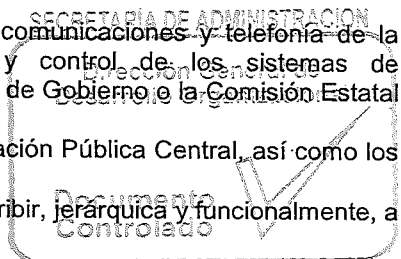 SECRETARÍA DE ADMINISTRACIÓN
comunicaciones y telefonía de la
y control de los sistemas de
Dirección General de
de Gobierno o la Comisión Estatal
Desarrollo Organizacional
ación Pública Central, así como los
Documento
ribir, jerárquica y funcionalmente, a
Controlado